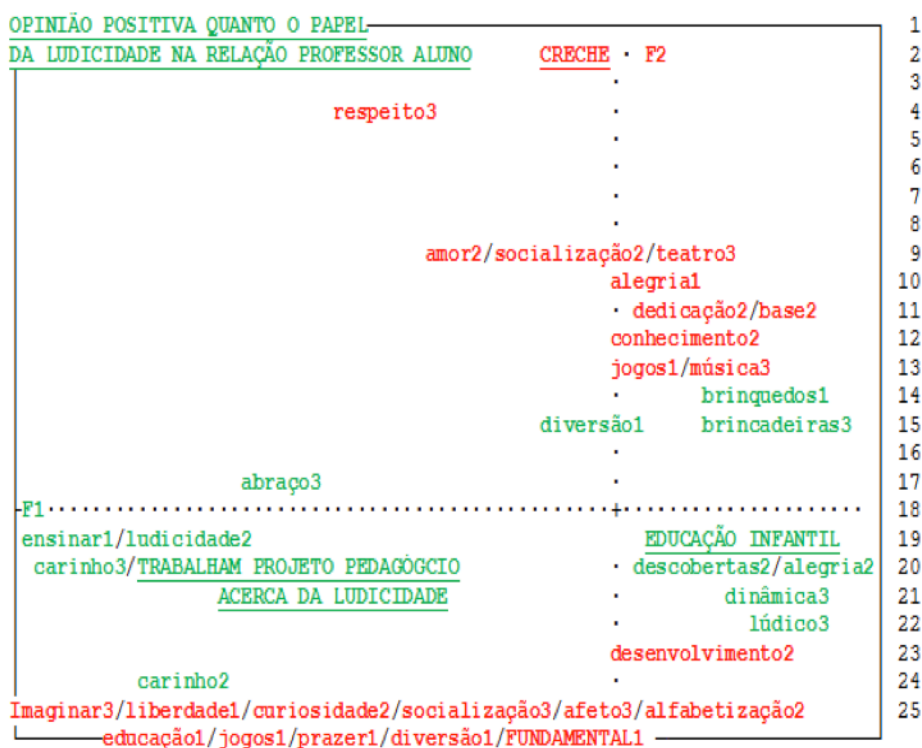 OPINIÃO POSITIVA QUANTO O PAPEL 1
DA LUDICIDADE NA RELAÇÃO PROFESSOR ALUNO CRECHE · F2 2
3
respeito3 4
5
6
7
8
amor2/socialização2/teatro3 9
alegria1 10
· dedicação2/base2 11
conhecimento2 12
jogos1/música3 13
brinquedos1 14
diversão1 brincadeiras3 15
16
abraço3 17
-F1 + 18
ensinar1/ludicidade2 EDUCAÇÃO INFANTIL 19
carinho3/TRABALHAM PROJETO PEDAGÓGCIO · descobertas2/alegria2 20
ACERCA DA LUDICIDADE dinâmica3 21
lúdico3 22
desenvolvimento2 23
carinho2 24
Imaginar3/liberdade1/curiosidade2/socialização3/afeto3/alfabetização2 25
educação1/jogos1/prazer1/diversão1/FUNDAMENTAL1